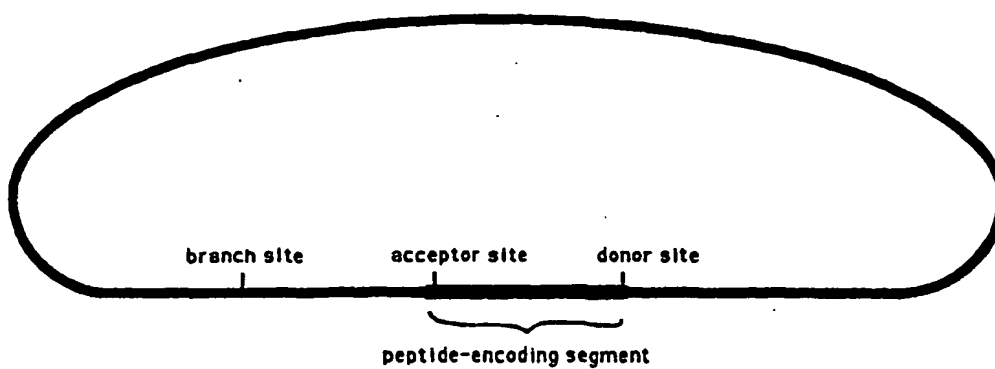 branch site acceptor site donor site
peptide-encoding segment